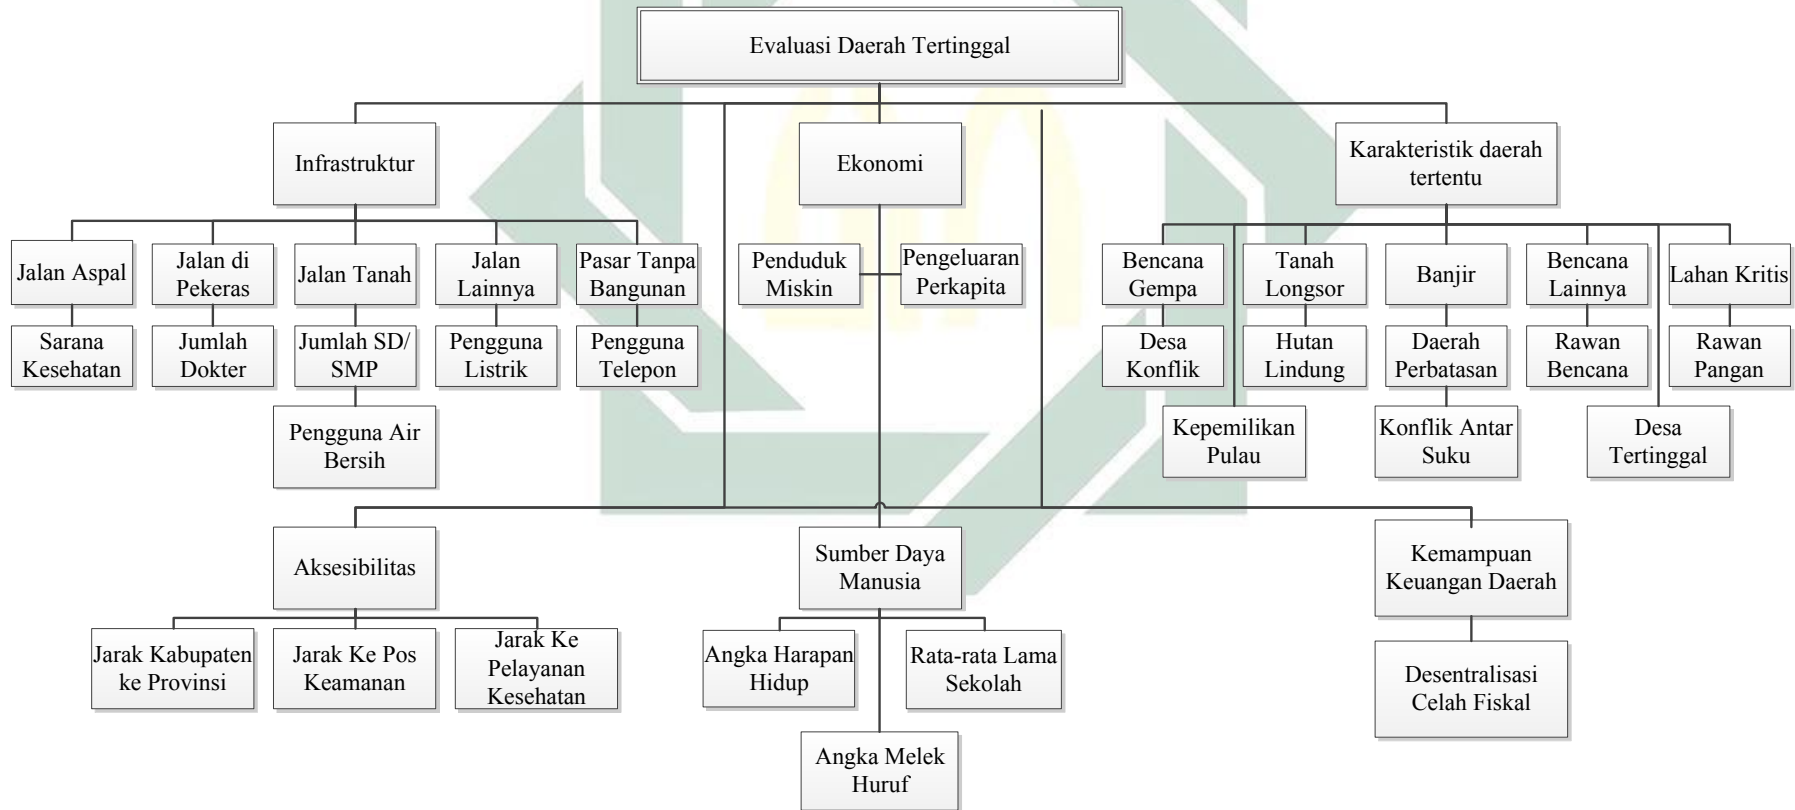 Evaluasi Daerah Tertinggal
Infrastruktur
Ekonomi
Karakteristik daerah
tertentu
Jalan Aspal
Jalan di
Pekeras
Jalan Tanah
Jalan
Lainnya
Pasar Tanpa
Bangunan
Penduduk
Miskin
Pengeluaran
Perkapita
Bencana
Gempa
Tanah
Longsor
Banjir
Bencana
Lainnya
Lahan Kritis
Sarana
Kesehatan
Jumlah
Dokter
Jumlah SD/
SMP
Pengguna
Listrik
Pengguna
Telepon
Desa
Konflik
Hutan
Lindung
Daerah
Perbatasan
Rawan
Bencana
Rawan
Pangan
Pengguna Air
Bersih
Kepemilikan
Pulau
Konflik Antar
Suku
Desa
Tertinggal
Aksesibilitas
Sumber Daya
Manusia
Kemampuan
Keuangan Daerah
Jarak Kabupaten
ke Provinsi
Jarak Ke Pos
Keamanan
Jarak Ke
Pelayanan
Kesehatan
Angka Harapan
Hidup
Rata-rata Lama
Sekolah
Desentralisasi
Celah Fiskal
Angka Melek
Huruf